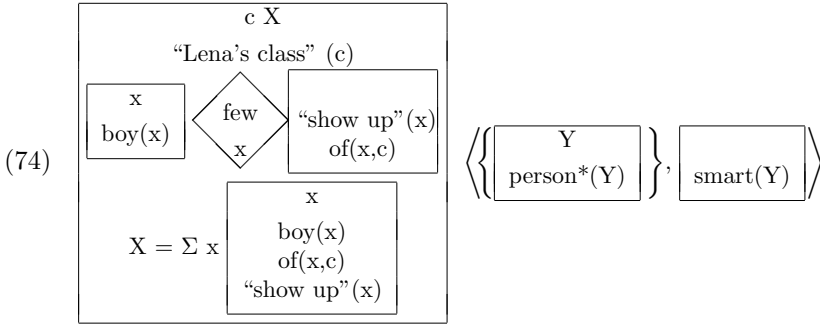 (74)
c X
“Lena’s class” (c)
x
boy(x)
few
x
“show up”(x)
of(x,c)
X = Σ x
x
boy(x)
of(x,c)
“show up”(x)
⟨{
Y
person*(Y)
},
smart(Y)
⟩